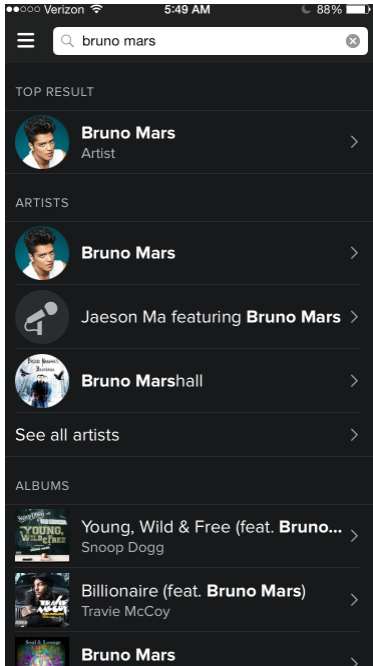 Verizon 5:49 AM 88%
bruno mars
TOP RESULT
Bruno Mars
Artist
ARTISTS
Bruno Mars
Jaeson Ma featuring Bruno Mars
Bruno Marshall
See all artists
ALBUMS
Young, Wild & Free (feat. Bruno...
Snoop Dogg
Billionaire (feat. Bruno Mars)
Travie McCoy
Soul & Lounge
Bruno Mars